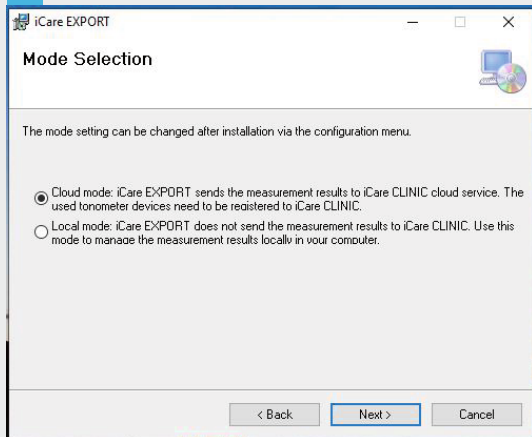 iCare EXPORT
Mode Selection
The mode setting can be changed after installation via the configuration menu.
Cloud mode: iCare EXPORT sends the measurement results to iCare CLINIC cloud service. The
used tonometer devices need to be registered to iCare CLINIC.
Local mode: iCare EXPORT does not send the measurement results to iCare CLINIC. Use this
mode to manage the measurement results locally in your computer.
< Back
Next >
Cancel